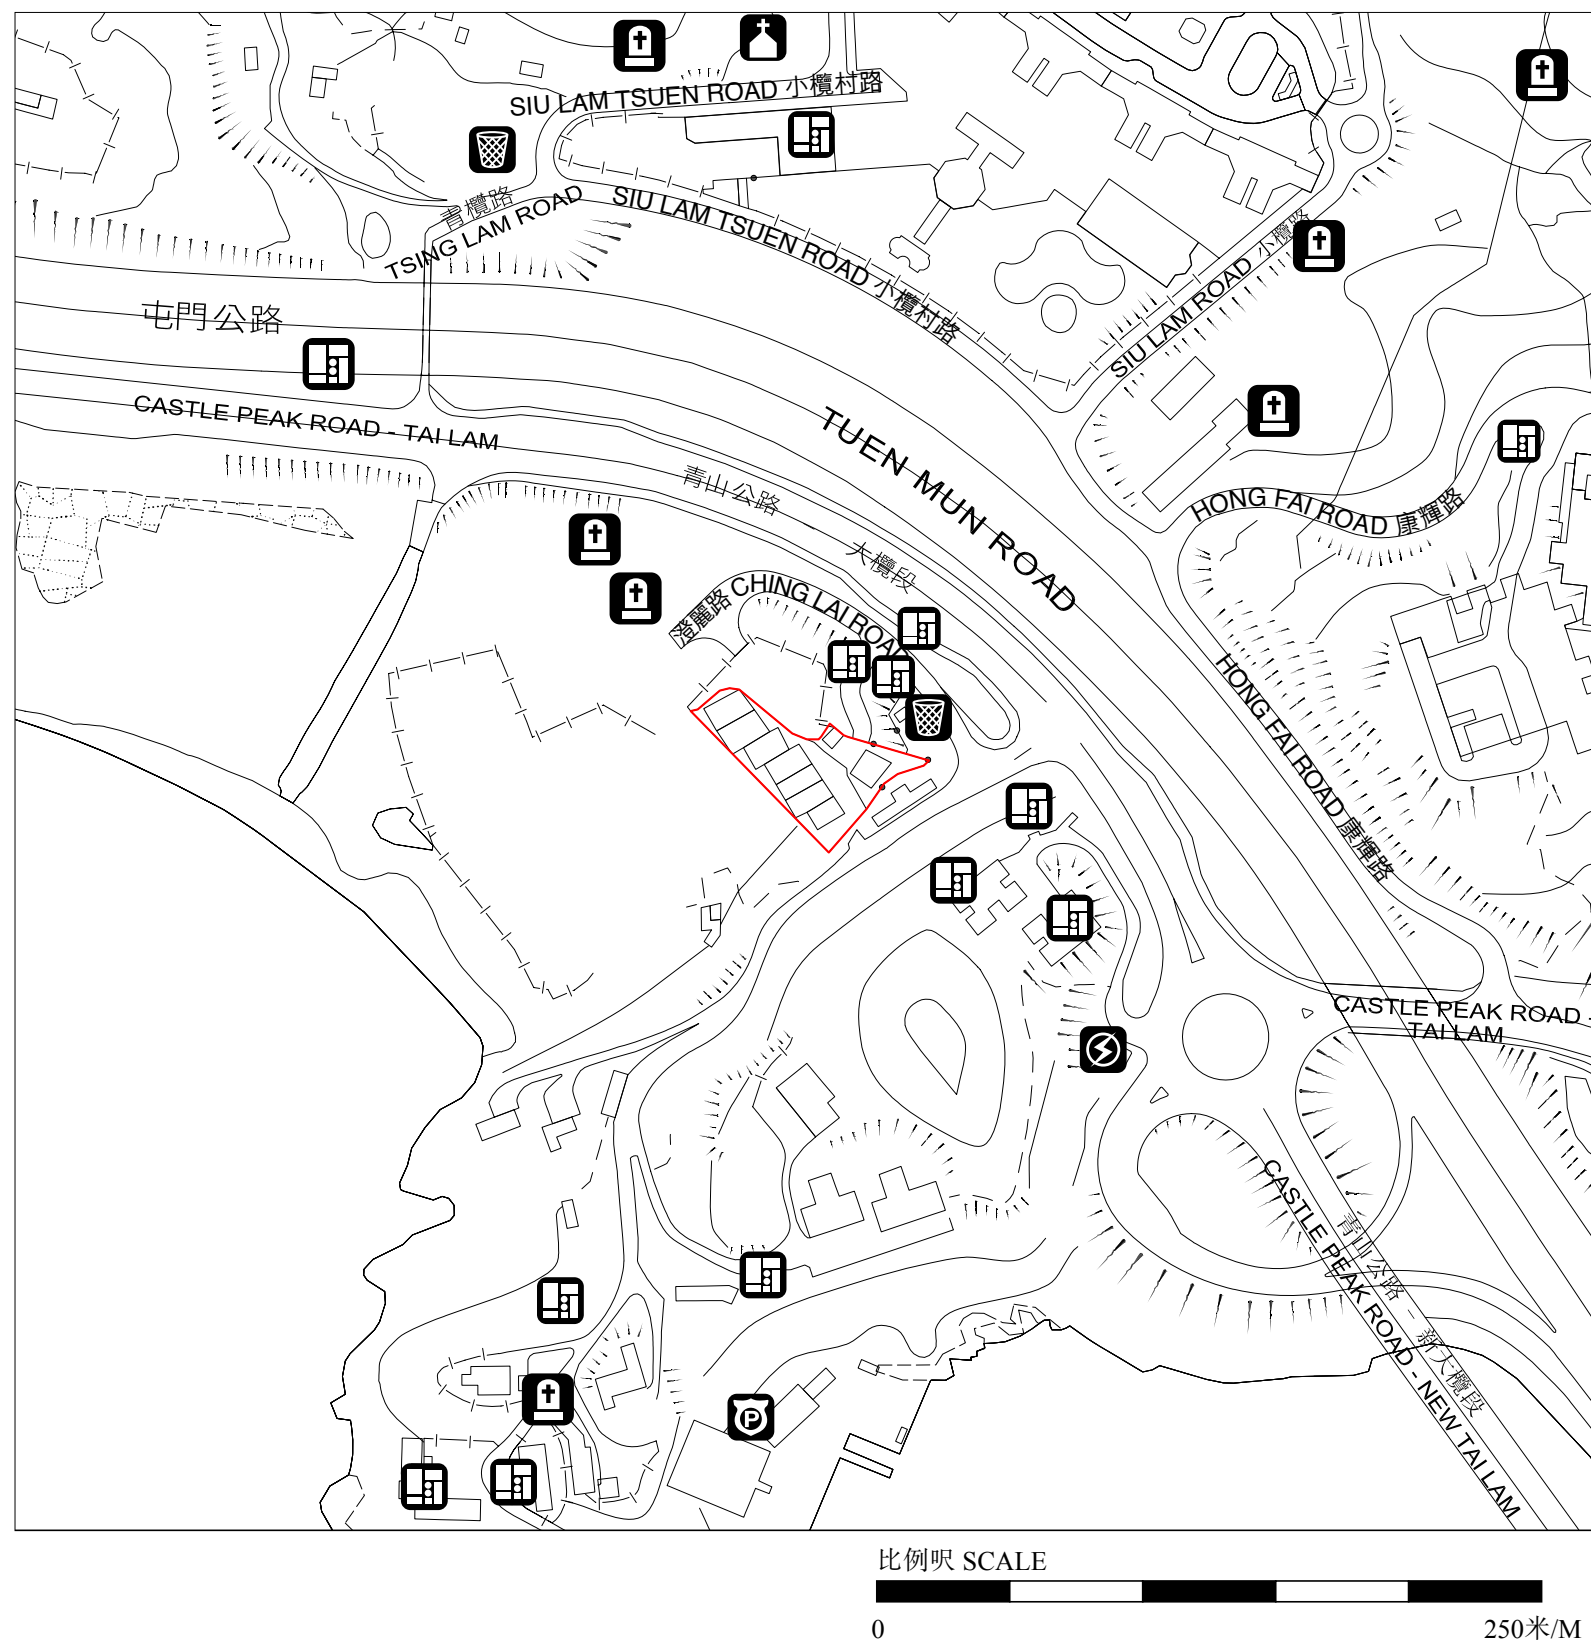 SIU LAM TSUEN ROAD 小欖村路
青欖路
TSING LAM ROAD
SIU LAM TSUEN ROAD 小欖村路
SIU LAM ROAD 小欖路
屯門公路
CASTLE PEAK ROAD - TAI LAM
青山公路
大欖段
TUEN MUN ROAD
HONG FAI ROAD 康輝路
澄麗路 CHING LAI ROAD
HONG FAI ROAD 康輝路
CASTLE PEAK ROAD -
TAI LAM
青山公路 - 新大欖段
CASTLE PEAK ROAD - NEW TAI LAM
P
比例呎 SCALE
0 250米/M